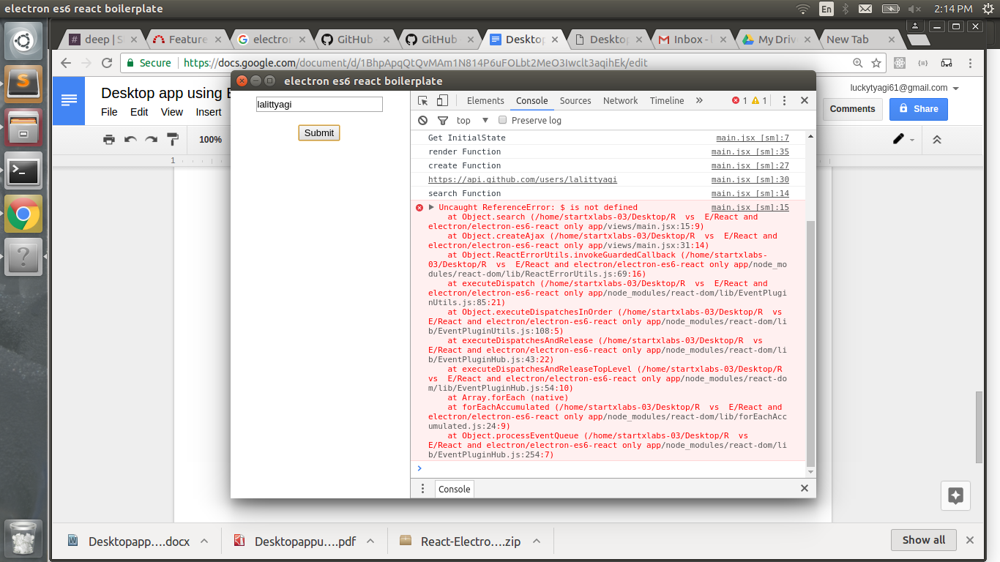 electron es6 react boilerplate
En
2:14 PM
deep | S
Feature
electron
GitHub
GitHub
Desktop
Desktop
Inbox - l
My Driv
New Tab
Secure
https://docs.google.com/document/d/1BhpApqQtQvMAm1N814P6uFOLbt2MeO3Iwclt3aqihEk/edit
Desktop app using E
File Edit View Insert
luckytyagi61@gmail.com
Comments
Share
100%
1
electron es6 react boilerplate
lalittyagi
Submit
Elements Console Sources Network Timeline » 1 1
top Preserve log
Get InitialState main.jsx [sm]:7
render Function main.jsx [sm]:35
create Function main.jsx [sm]:27
https://api.github.com/users/lalittyagi main.jsx [sm]:30
search Function main.jsx [sm]:14
Uncaught ReferenceError: $ is not defined main.jsx [sm]:15
at Object.search (/home/startxlabs-03/Desktop/R vs E/React and
electron/electron-es6-react only app/views/main.jsx:15:9)
at Object.createAjax (/home/startxlabs-03/Desktop/R vs E/React and
electron/electron-es6-react only app/views/main.jsx:31:14)
at Object.ReactErrorUtils.invokeGuardedCallback (/home/startxlabs-
03/Desktop/R vs E/React and electron/electron-es6-react only app/node_mo
dules/react-dom/lib/ReactErrorUtils.js:69:16)
at executeDispatch (/home/startxlabs-03/Desktop/R vs E/React and
electron/electron-es6-react only app/node_modules/react-dom/lib/EventPlugi
nUtils.js:85:21)
at Object.executeDispatchesInOrder (/home/startxlabs-03/Desktop/R vs
E/React and electron/electron-es6-react only app/node_modules/react-dom/li
b/EventPluginUtils.js:108:5)
at executeDispatchesAndRelease (/home/startxlabs-03/Desktop/R vs
E/React and electron/electron-es6-react only app/node_modules/react-dom/li
b/EventPluginHub.js:43:22)
at executeDispatchesAndReleaseTopLevel (/home/startxlabs-03/Desktop/R
vs E/React and electron/electron-es6-react only app/node_modules/react-do
m/lib/EventPluginHub.js:54:10)
at Array.forEach (native)
at forEachAccumulated (/home/startxlabs-03/Desktop/R vs E/React and
electron/electron-es6-react only app/node_modules/react-dom/lib/forEachAcc
umulated.js:24:9)
at Object.processEventQueue (/home/startxlabs-03/Desktop/R vs
E/React and electron/electron-es6-react only app/node_modules/react-dom/li
b/EventPluginHub.js:254:7)
Console
Desktopapp....docx
Desktopappu....pdf
React-Electro....zip
Show all